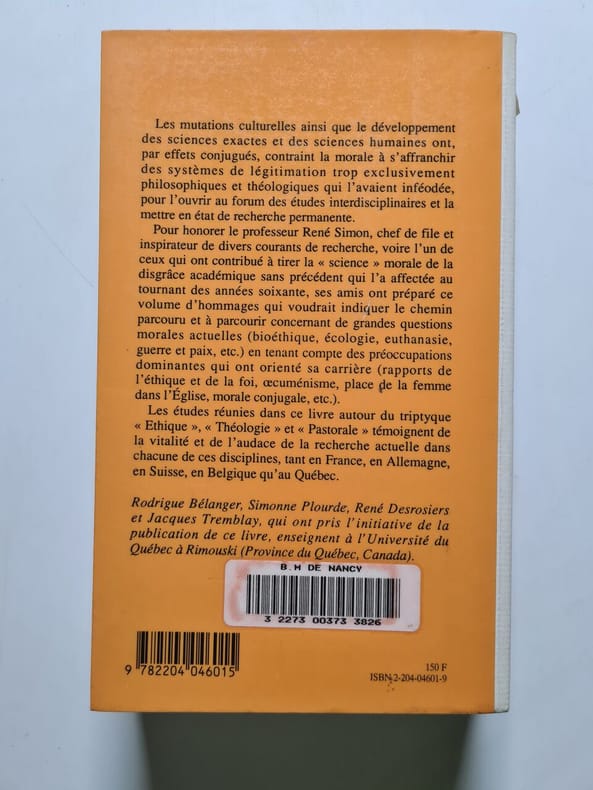 Les mutations culturelles ainsi que le développement
des sciences exactes et des sciences humaines ont,
par effets conjugués, contraint la morale à s'affranchir
des systèmes de légitimation trop exclusivement
philosophiques et théologiques qui l'avaient inféodée,
pour l'ouvrir au forum des études interdisciplinaires et la
mettre en état de recherche permanente.
Pour honorer le professeur René Simon, chef de file et
inspirateur de divers courants de recherche, voire l'un de
ceux qui ont contribué à tirer la « science » morale de la
disgrâce académique sans précédent qui l'a affectée au
tournant des années soixante, ses amis ont préparé ce
volume d'hommages qui voudrait indiquer le chemin
parcouru et à parcourir concernant de grandes questions
morales actuelles (bioéthique, écologie, euthanasie,
guerre et paix, etc.) en tenant compte des préoccupations
dominantes qui ont orienté sa carrière (rapports de
l'éthique et de la foi, œcuménisme, place de la femme
dans l'Église, morale conjugale, etc.).
Les études réunies dans ce livre autour du triptyque
« Ethique », « Théologie » et « Pastorale » témoignent de
la vitalité et de l'audace de la recherche actuelle dans
chacune de ces disciplines, tant en France, en Allemagne,
en Suisse, en Belgique qu'au Québec.
Rodrigue Bélanger, Simonne Plourde, René Desrosiers
et Jacques Tremblay, qui ont pris l'initiative de la
publication de ce livre, enseignent à l'Université du
Québec à Rimouski (Province du Québec, Canada).
B.M DE NANCY
3 2273 00373 3826
9 782204 046015
150 F
ISBN 2-204-04601-9